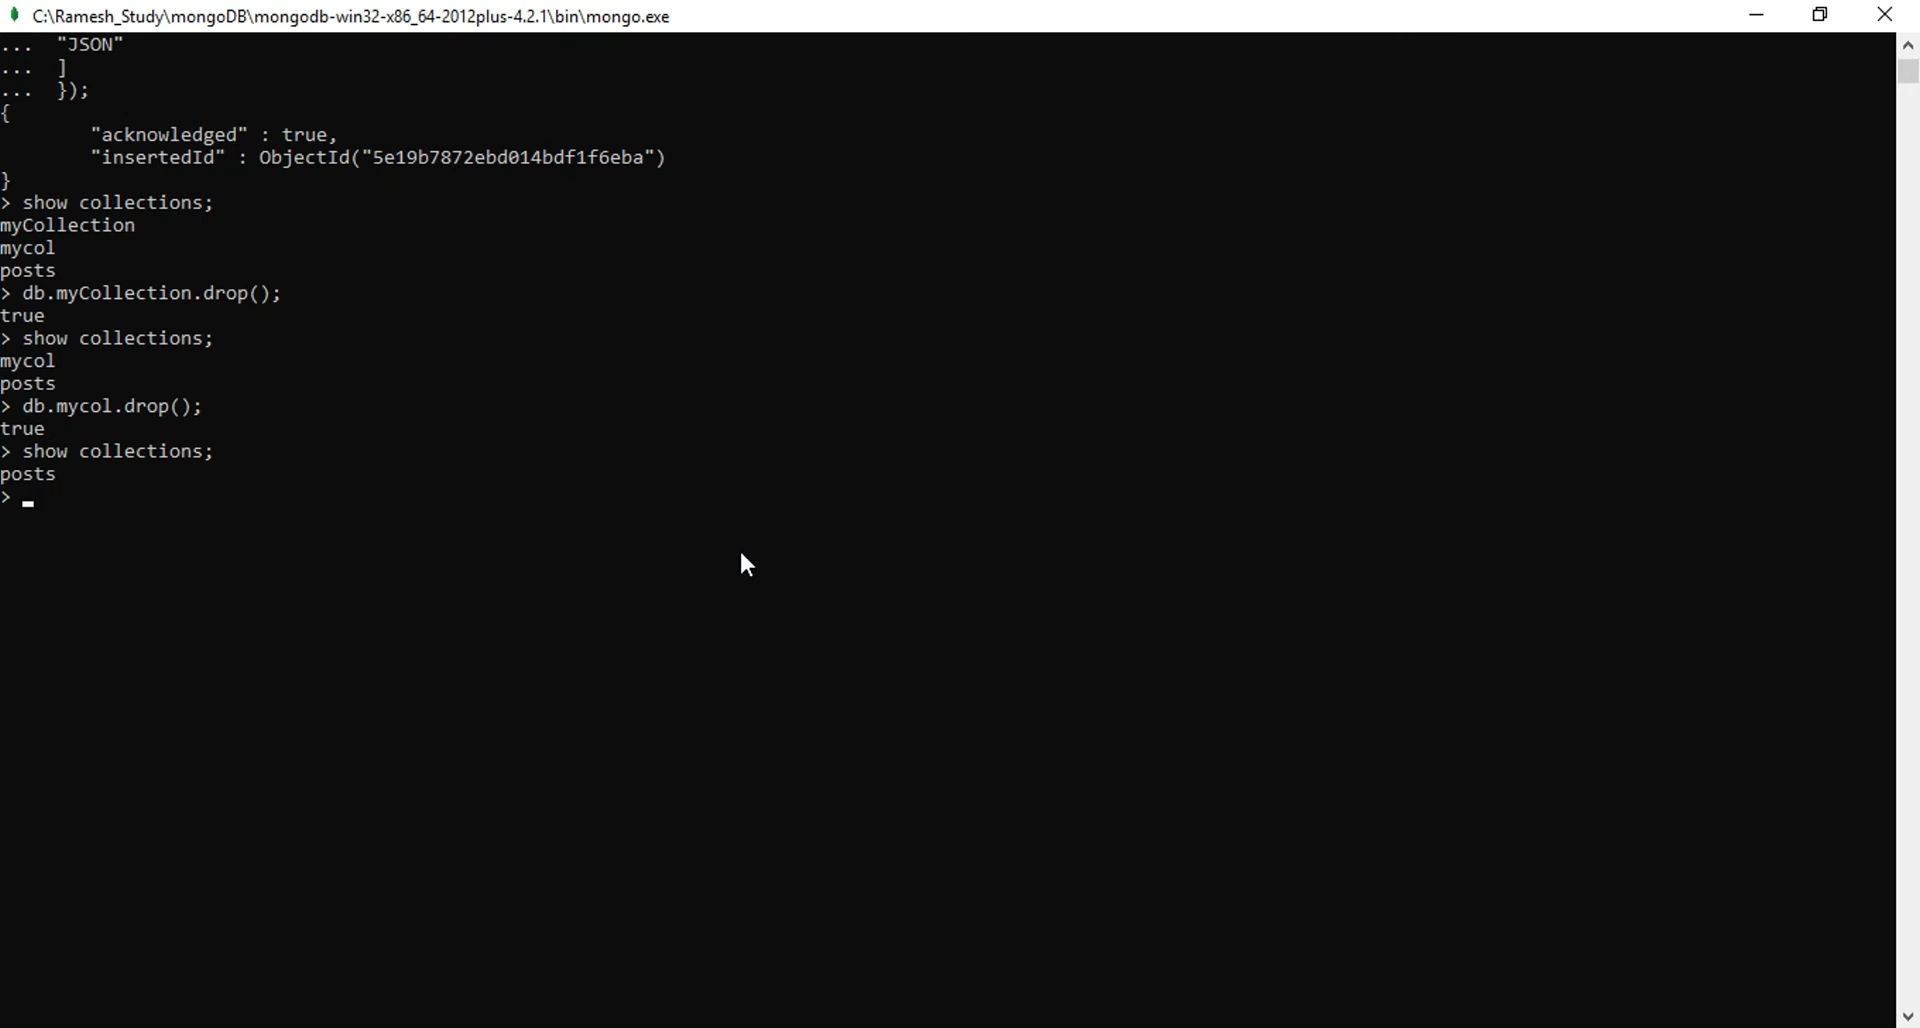 C:\Ramesh_Study\mongoDB\mongodb-win32-x86_64-2012plus-4.2.1\bin\mongo.exe
...  "JSON"
...  ]
...  });
{
        "acknowledged" : true,
        "insertedId" : ObjectId("5e19b7872ebd014bdf1f6eba")
}
> show collections;
myCollection
mycol
posts
> db.myCollection.drop();
true
> show collections;
mycol
posts
> db.mycol.drop();
true
> show collections;
posts
>